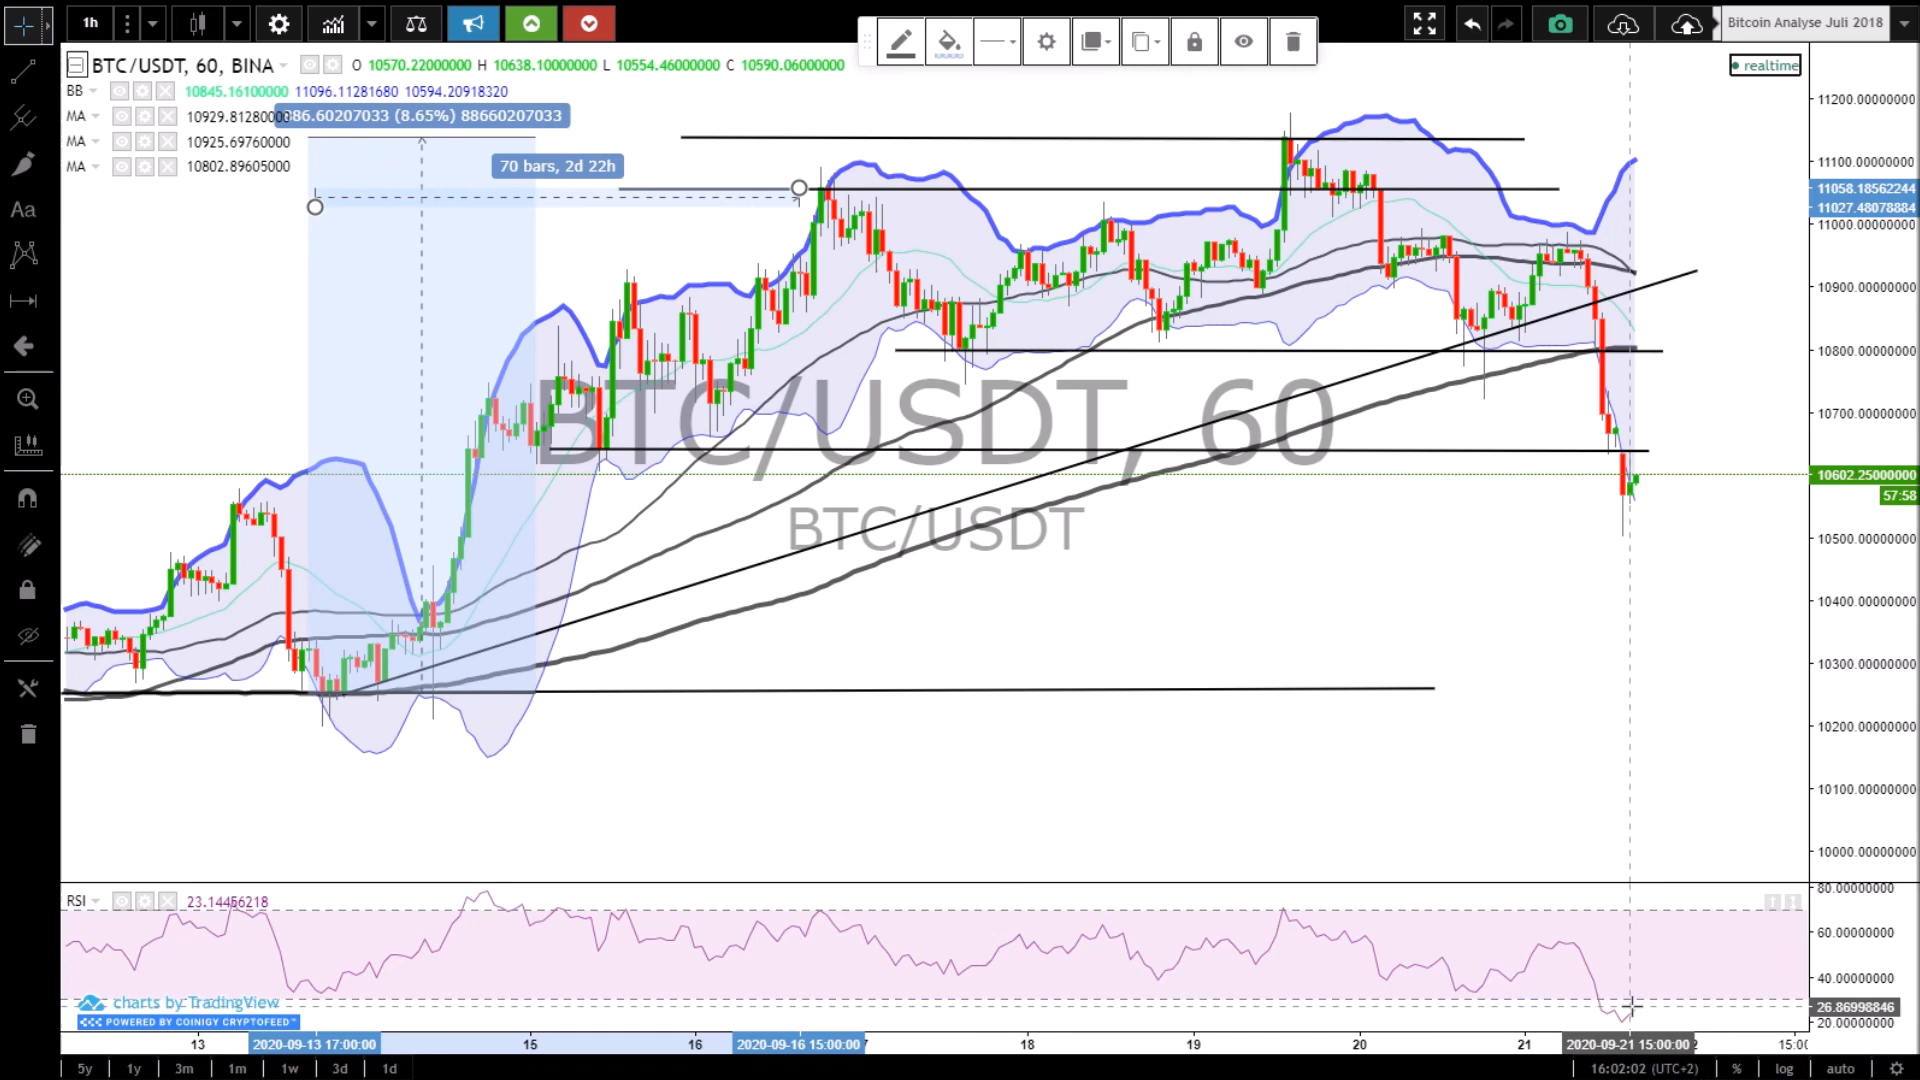 1h
Bitcoin Analyse Juli 2018
BTC/USDT, 60, BINA O 10570.22000000 H 10638.10000000 L 10554.46000000 C 10590.06000000
realtime
BB 10845.16100000 11096.11281680 10594.20918320
MA 10929.81280000
886.60207033 (8.65%) 88660207033
MA 10925.69760000
MA 10802.89605000
70 bars, 2d 22h
Aa
11200.00000000
11100.00000000
11058.18562244
11027.48078884
11000.00000000
10900.00000000
10800.00000000
10700.00000000
10602.25000000
57:58
10500.00000000
10400.00000000
10300.00000000
10200.00000000
10100.00000000
10000.00000000
BTC/USDT, 60
BTC/USDT
RSI 23.14456218
80.00000000
60.00000000
40.00000000
26.86998846
20.00000000
charts by TradingView
POWERED BY COINIGY CRYPTOFEED™
13 2020-09-13 17:00:00 15 16 2020-09-16 15:00:00 18 19 20 21 2020-09-21 15:00:00 15:00
5y 1y 3m 1m 1w 3d 1d 16:02:02 (UTC+2) % log auto